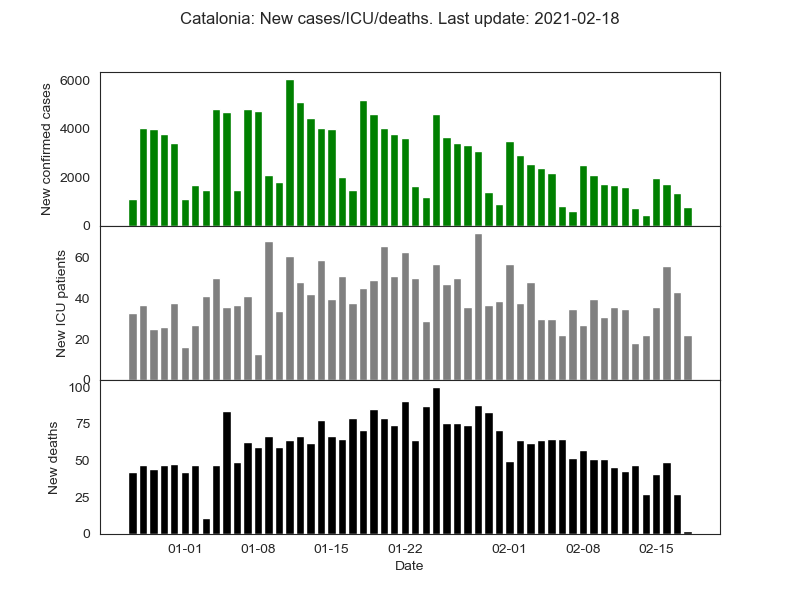 Catalonia: New cases/ICU/deaths. Last update: 2021-02-18
New confirmed cases
6000
4000
2000
0
New ICU patients
60
40
20
0
New deaths
100
75
50
25
0
01-01 01-08 01-15 01-22 02-01 02-08 02-15
Date